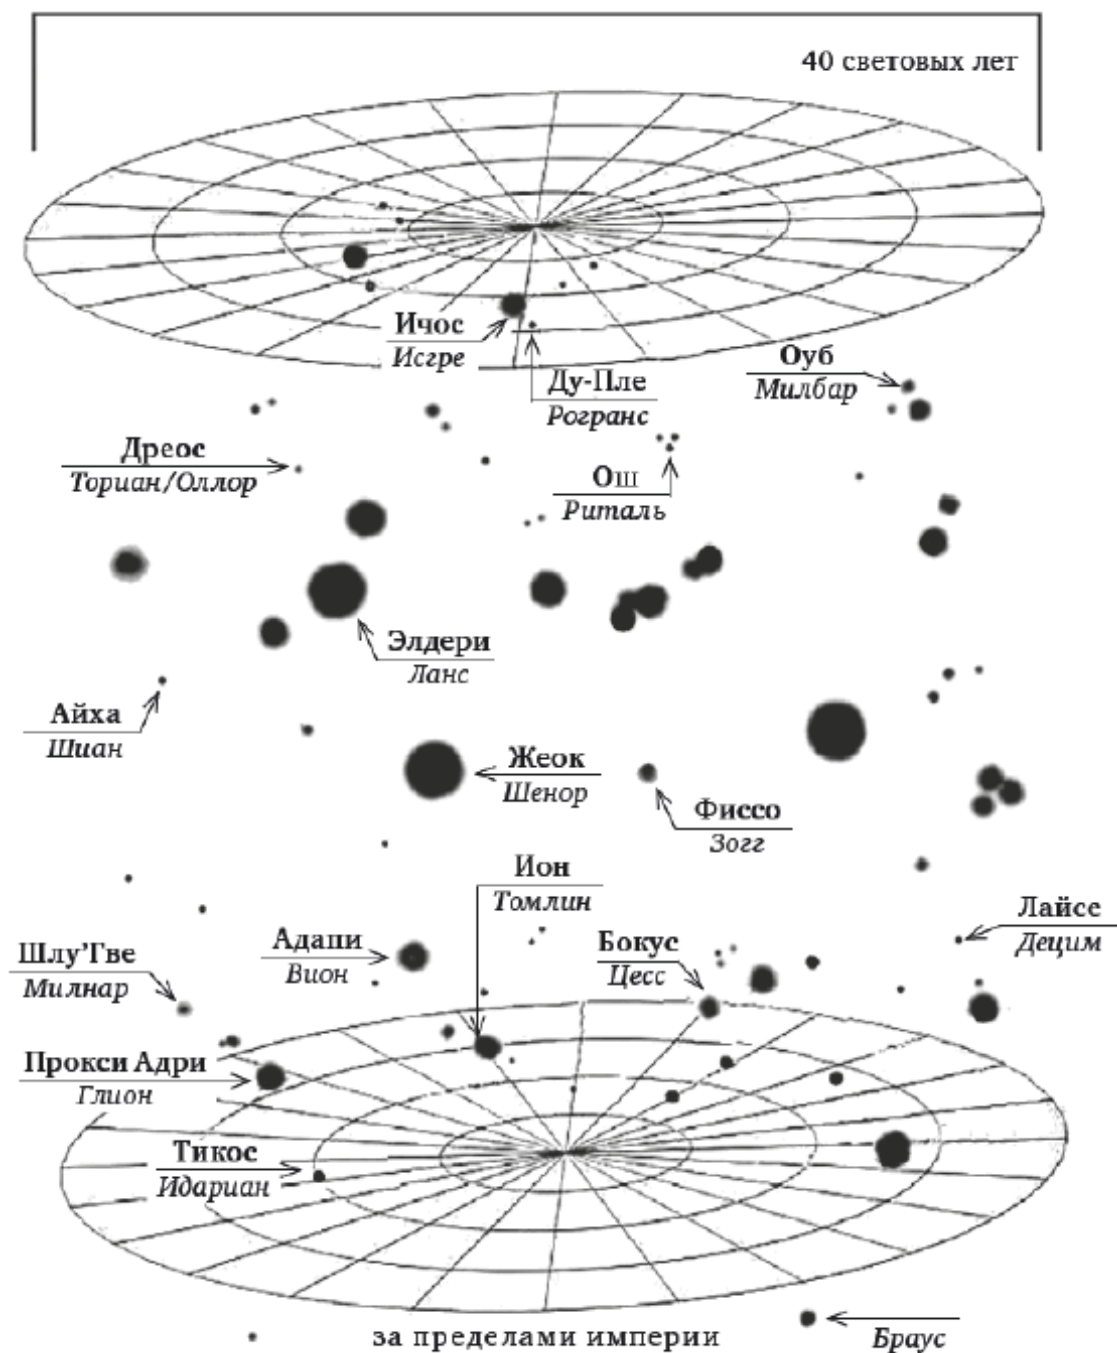 40 световых лет
Ичос
Исгре
Ду-Пле
Рогранс
Оуб
Милбар
Дреос
Ториан/Оллор
Ош
Риталь
Элдери
Ланс
Айха
Шиан
Жеок
Шенор
Фиссо
Зогг
Ион
Томлин
Лайсе
Децим
Адапи
Вион
Бокус
Цесс
Шлу'Гве
Милнар
Прокси Адри
Глион
Тикос
Идариан
за пределами империи
Браус